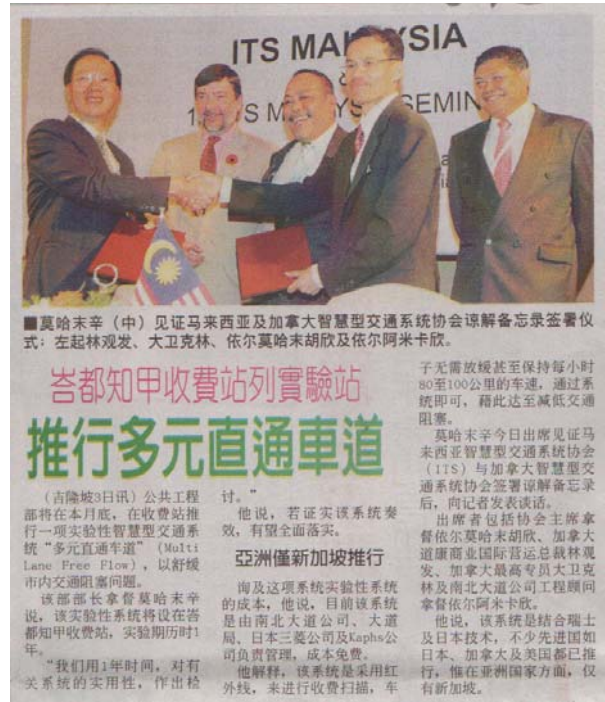 ITS MALAYSIA
&
■莫哈末辛（中）见证马来西亚及加拿大智慧型交通系统协会谅解备忘录签署仪
式：左起林观发、大卫克林、依尔莫哈末胡欣及依尔阿米卡欣。
峇都知甲收費站列實驗站
推行多元直通車道
（吉隆坡3日讯）公共工程
部将在本月底，在收费站推
行一项实验性智慧型交通系
统“多元直通车道”（Multi
Lane Free Flow），以舒缓
市内交通阻塞问题。
该部部长拿督莫哈末辛
说，该实验性系统将设在峇
都知甲收费站，实验期历时1
年。
“我们用1年时间，对有
关系统的实用性，作出检
讨。”
他说，若证实该系统奏
效，有望全面落实。
亞洲僅新加坡推行
询及这项系统实验性系统
的成本，他说，目前该系统
是由南北大道公司、大道
局、日本三菱公司及Kaphs公
司负责管理，成本免费。
他解释，该系统是采用红
外线，来进行收费扫描，车
子无需放缓甚至保持每小时
80至100公里的车速，通过系
统即可，藉此达至减低交通
阻塞。
莫哈末辛今日出席见证马
来西亚智慧型交通系统协会
（ITS）与加拿大智慧型交
通系统协会签署谅解备忘录
后，向记者发表谈话。
出席者包括协会主席拿
督依尔莫哈末胡欣、加拿大
道康商业国际营运总裁林观
发、加拿大最高专员大卫克
林及南北大道公司工程顾问
拿督依尔阿米卡欣。
他说，该系统是结合瑞士
及日本技术，不少先进国如
日本、加拿大及美国都已推
行，惟在亚洲国家方面，仅
有新加坡。